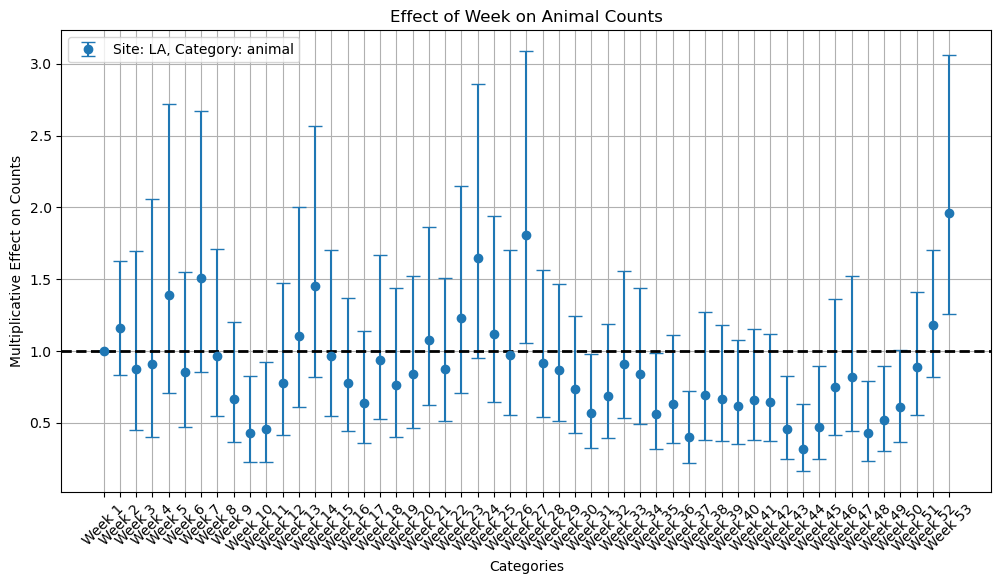 Effect of Week on Animal Counts
Site: LA, Category: animal
Multiplicative Effect on Counts
3.0
2.5
2.0
1.5
1.0
0.5
Week 1
Week 2
Week 3
Week 4
Week 5
Week 6
Week 7
Week 8
Week 9
Week 10
Week 11
Week 12
Week 13
Week 14
Week 15
Week 16
Week 17
Week 18
Week 19
Week 20
Week 21
Week 22
Week 23
Week 24
Week 25
Week 26
Week 27
Week 28
Week 29
Week 30
Week 31
Week 32
Week 33
Week 34
Week 35
Week 36
Week 37
Week 38
Week 39
Week 40
Week 41
Week 42
Week 43
Week 44
Week 45
Week 46
Week 47
Week 48
Week 49
Week 50
Week 51
Week 52
Week 53
Categories